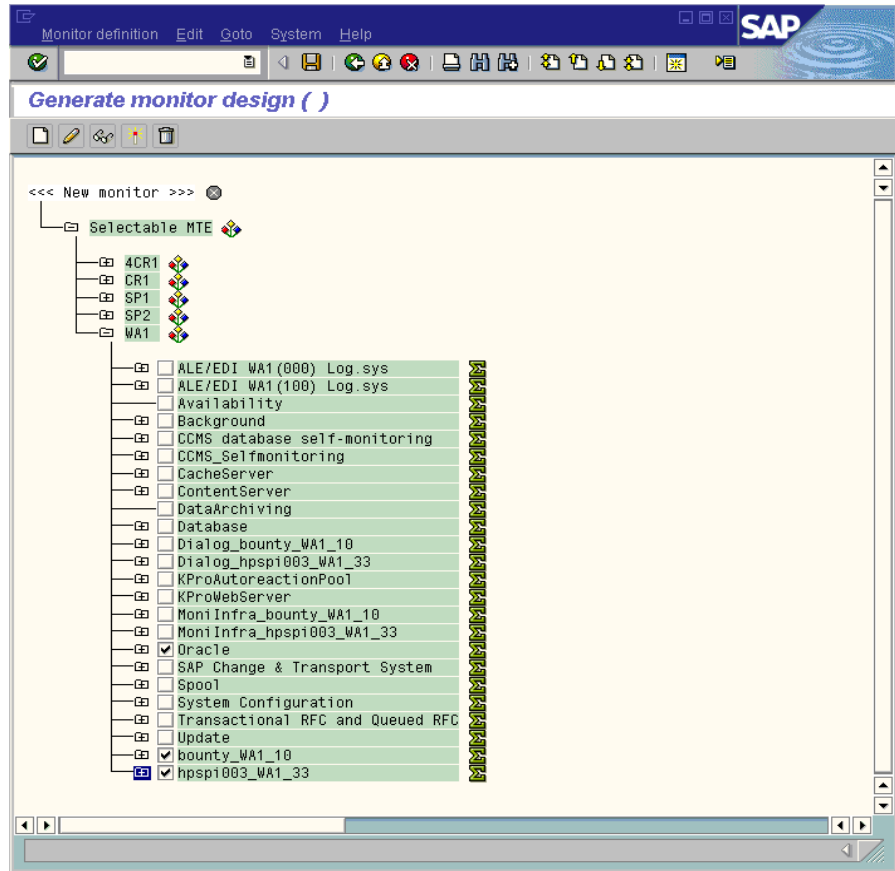 Monitor definition Edit Goto System Help
SAP
Generate monitor design ( )
<<< New monitor >>>
Selectable MTE
4CR1
CR1
SP1
SP2
WA1
ALE/EDI WA1(000) Log.sys
ALE/EDI WA1(100) Log.sys
Availability
Background
CCMS database self-monitoring
CCMS_Selfmonitoring
CacheServer
ContentServer
DataArchiving
Database
Dialog_bounty_WA1_10
Dialog_hpspi003_WA1_33
KProAutoreactionPool
KProWebServer
MoniInfra_bounty_WA1_10
MoniInfra_hpspi003_WA1_33
Oracle
SAP Change & Transport System
Spool
System Configuration
Transactional RFC and Queued RFC
Update
bounty_WA1_10
hpspi003_WA1_33